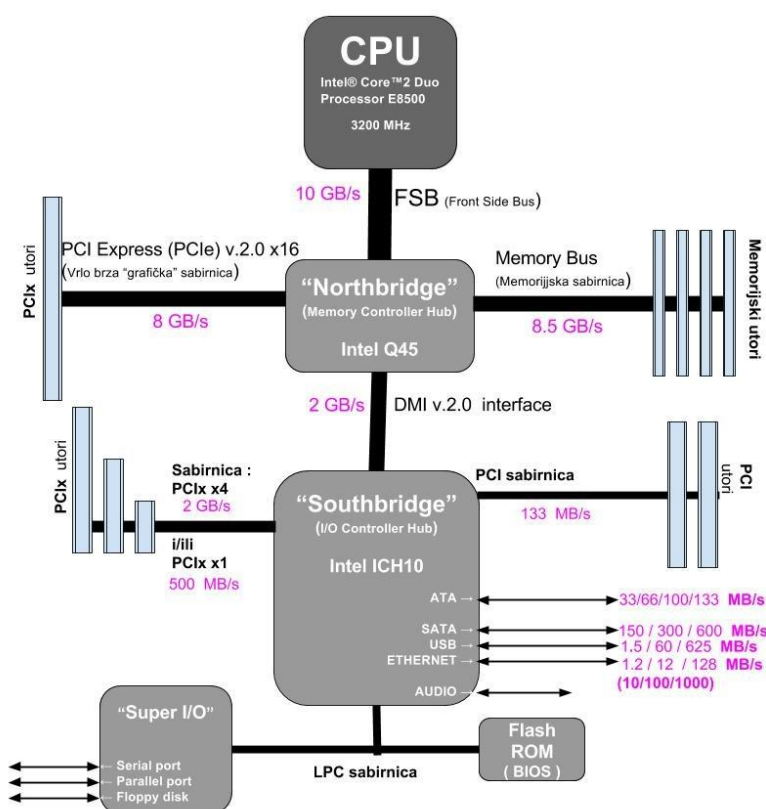 CPU
Intel® Core™2 Duo
Processor E8500
3200 MHz
10 GB/s
FSB (Front Side Bus)
PCIx utori
PCI Express (PCIe) v.2.0 x16
(Vrlo brza "grafička" sabirnica)
8 GB/s
"Northbridge"
(Memory Controller Hub)
Intel Q45
Memory Bus
(Memorijjska sabirnica)
8.5 GB/s
Memorijski utori
2 GB/s
DMI v.2.0 interface
PCIx utori
Sabirnica :
PCIx x4
2 GB/s
i/ili
PCIx x1
500 MB/s
"Southbridge"
(I/O Controller Hub)
Intel ICH10
PCI sabirnica
133 MB/s
PCI
utori
ATA → 33/66/100/133 MB/s
SATA → 150 / 300 / 600 MB/s
USB → 1.5 / 60 / 625 MB/s
ETHERNET → 1.2 / 12 / 128 MB/s
(10/100/1000)
AUDIO →
"Super I/O"
← Serial port
← Parallel port
← Floppy disk
LPC sabirnica
Flash
ROM
( BIOS )